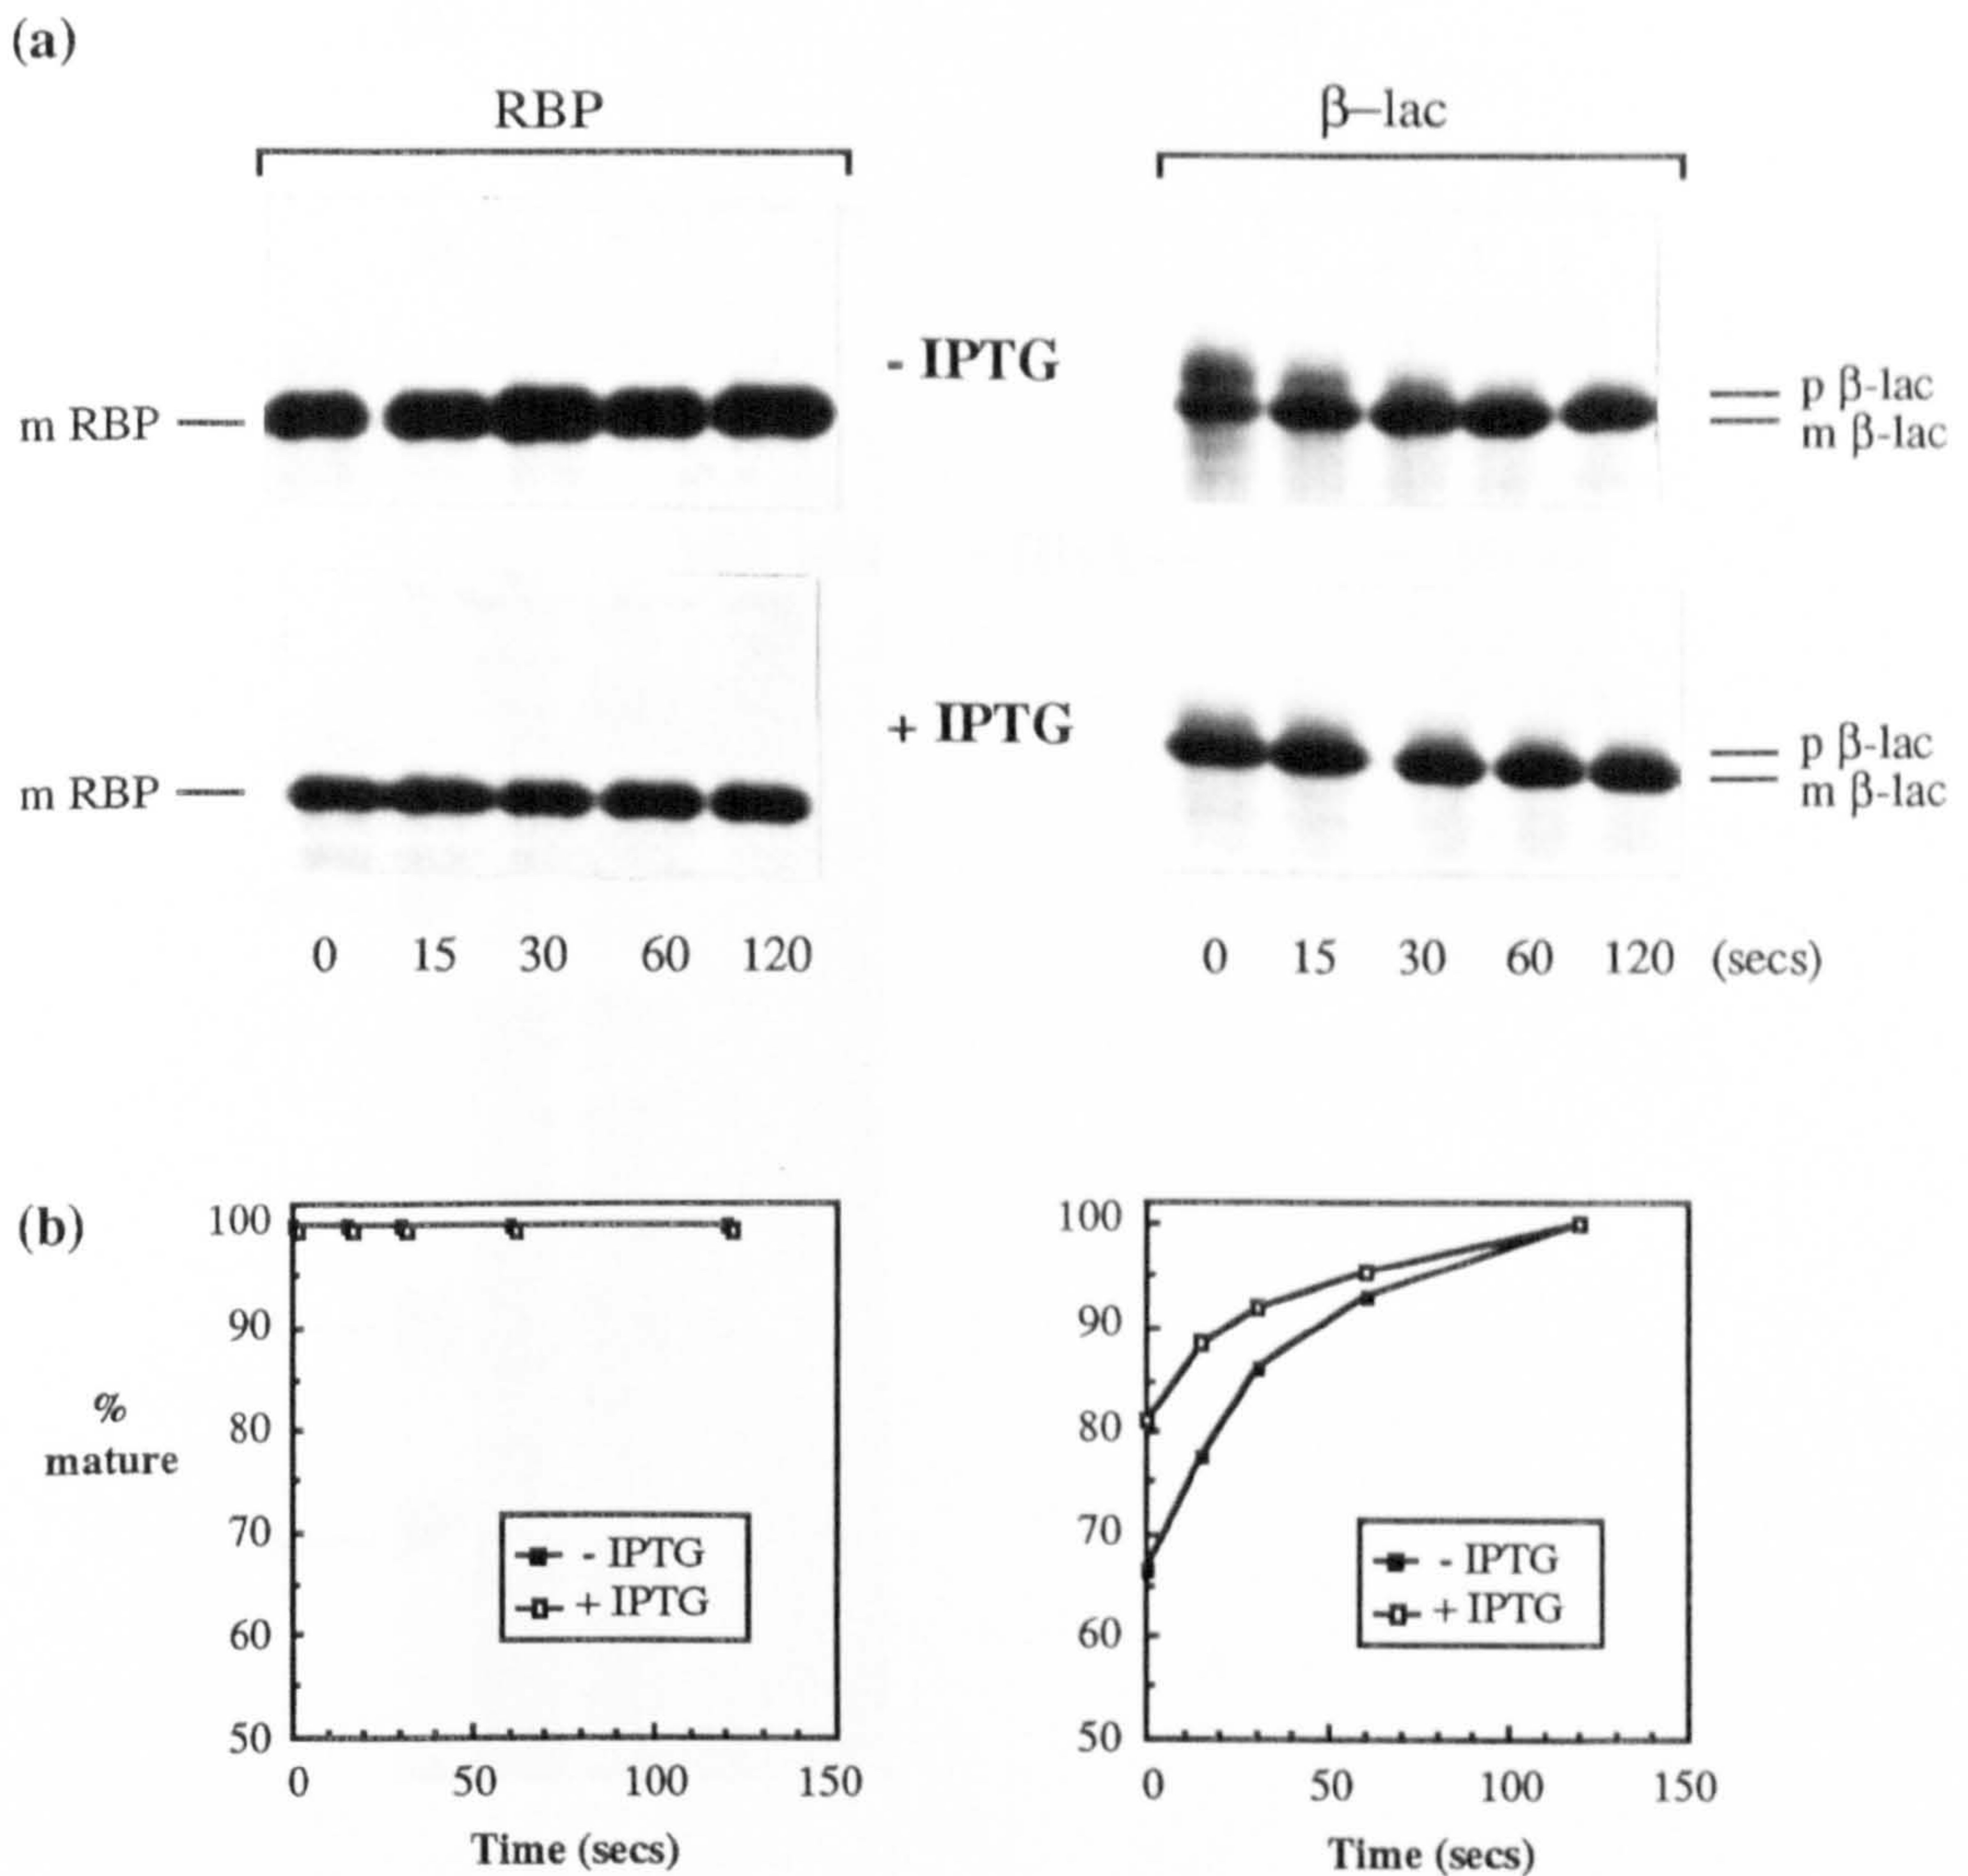 (a)
RBP
β–lac
- IPTG
m RBP
p β-lac
m β-lac
+ IPTG
m RBP
p β-lac
m β-lac
0 15 30 60 120
0 15 30 60 120 (secs)
(b)
100
90
80
70
60
50
% mature
- IPTG
+ IPTG
0 50 100 150
Time (secs)
100
90
80
70
60
50
- IPTG
+ IPTG
0 50 100 150
Time (secs)